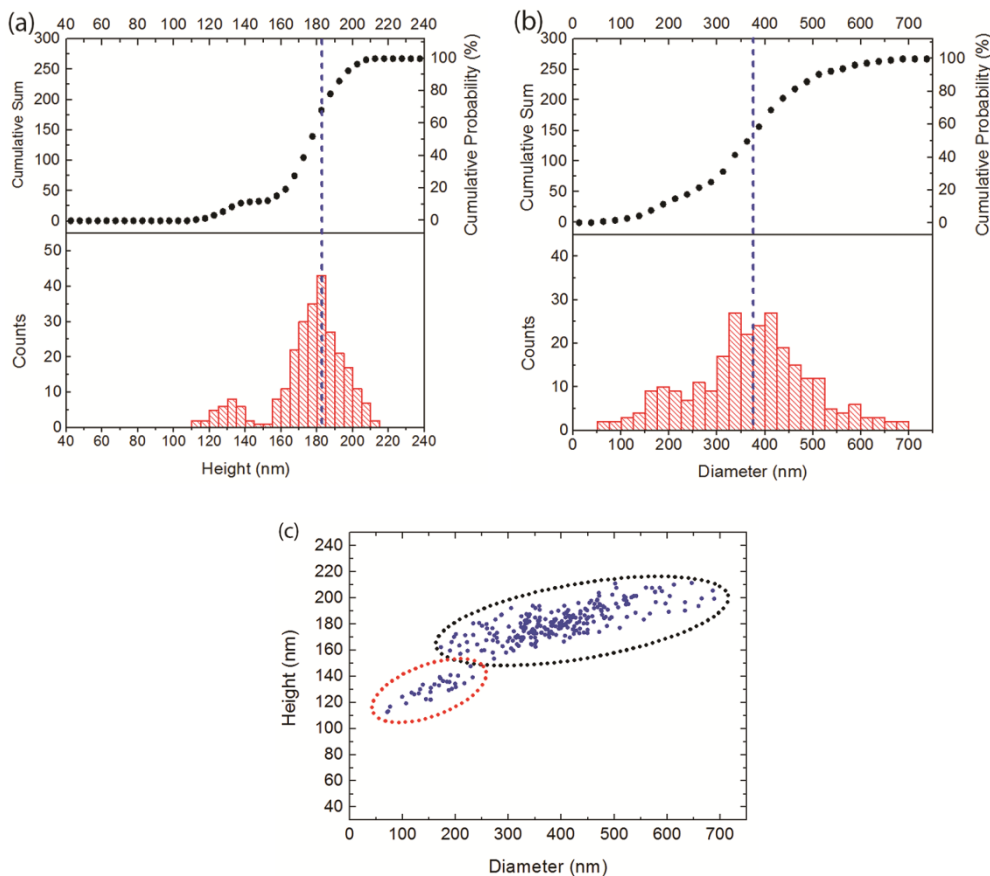 (a)
40 60 80 100 120 140 160 180 200 220 240
300
250
200
150
100
50
0
Cumulative Sum
100
80
60
40
20
0
Cumulative Probability (%)
50
40
30
20
10
0
Counts
40 60 80 100 120 140 160 180 200 220 240
Height (nm)
(b)
0 100 200 300 400 500 600 700
300
250
200
150
100
50
0
Cumulative Sum
100
80
60
40
20
0
Cumulative Probability (%)
40
30
20
10
0
Counts
0 100 200 300 400 500 600 700
Diameter (nm)
(c)
240
220
200
180
160
140
120
100
80
60
40
Height (nm)
0 100 200 300 400 500 600 700
Diameter (nm)